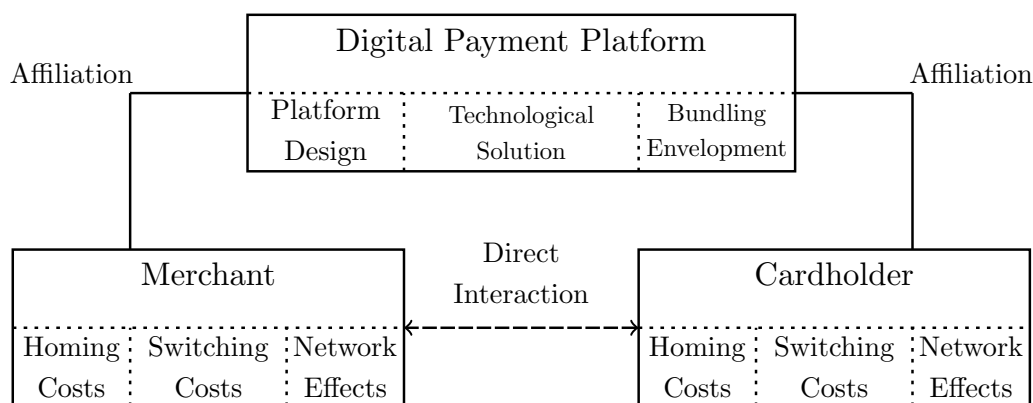 Digital Payment Platform
Affiliation
Affiliation
Platform
Design
Technological
Solution
Bundling
Envelopment
Direct
Interaction
Merchant
Homing
Costs
Switching
Costs
Network
Effects
Cardholder
Homing
Costs
Switching
Costs
Network
Effects